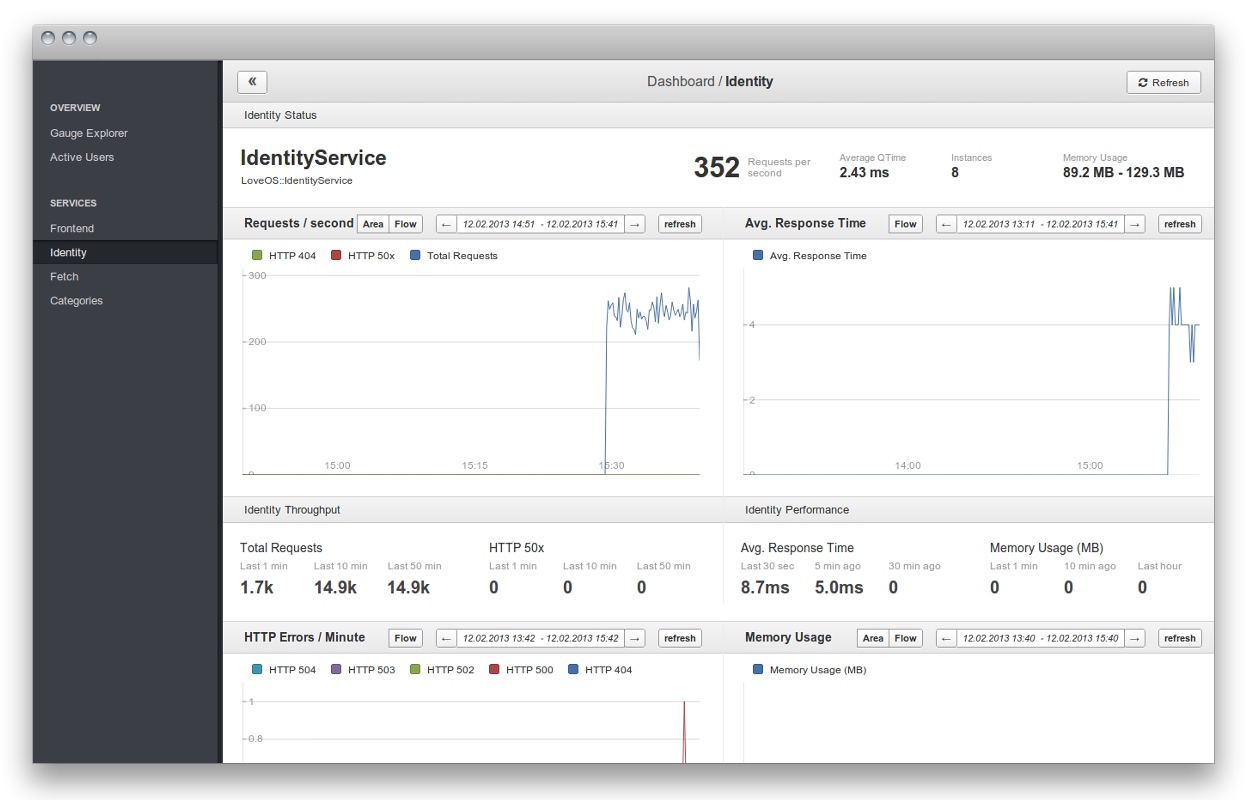 « Dashboard / Identity Refresh
OVERVIEW
Gauge Explorer
Active Users
SERVICES
Frontend
Identity
Fetch
Categories
Identity Status
IdentityService
LoveOS::IdentityService
352 Requests per second
Average QTime
2.43 ms
Instances
8
Memory Usage
89.2 MB - 129.3 MB
Requests / second Area Flow ← 12.02.2013 14:51 - 12.02.2013 15:41 → refresh
HTTP 404 HTTP 50x Total Requests
300
200
100
0
15:00 15:15 15:30
Avg. Response Time Flow ← 12.02.2013 13:11 - 12.02.2013 15:41 → refresh
Avg. Response Time
4
2
0
14:00 15:00
Identity Throughput
Total Requests
Last 1 min Last 10 min Last 50 min
1.7k 14.9k 14.9k
HTTP 50x
Last 1 min Last 10 min Last 50 min
0 0 0
Identity Performance
Avg. Response Time
Last 30 sec 5 min ago 30 min ago
8.7ms 5.0ms 0
Memory Usage (MB)
Last 1 min 10 min ago Last hour
0 0 0
HTTP Errors / Minute Flow ← 12.02.2013 13:42 - 12.02.2013 15:42 → refresh
HTTP 504 HTTP 503 HTTP 502 HTTP 500 HTTP 404
1
0.8
Memory Usage Area Flow ← 12.02.2013 13:40 - 12.02.2013 15:40 → refresh
Memory Usage (MB)